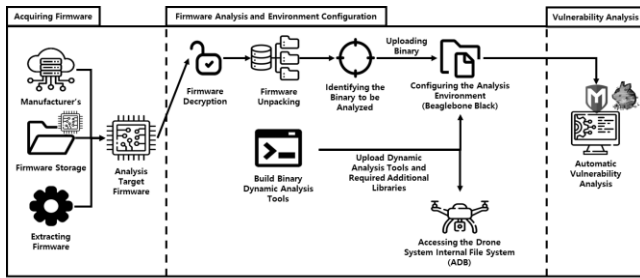 Acquiring Firmware
Firmware Analysis and Environment Configuration
Vulnerability Analysis
Manufacturer's
Firmware Storage
Extracting
Firmware
Analysis
Target
Firmware
Firmware
Decryption
Firmware
Unpacking
Identifying the
Binary to be
Analyzed
Uploading
Binary
Configuring the Analysis
Environment
(Beaglebone Black)
Build Binary
Dynamic Analysis
Tools
Upload Dynamic
Analysis Tools and
Required Additional
Libraries
Accessing the Drone
System Internal File System
(ADB)
M
Automatic
Vulnerability
Analysis